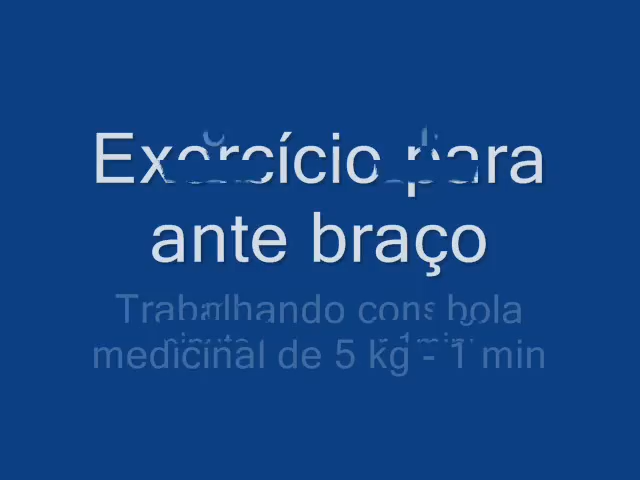 Exercício para
ante braço
Trabalhando com bola
medicinal de 5 kg - 1 min